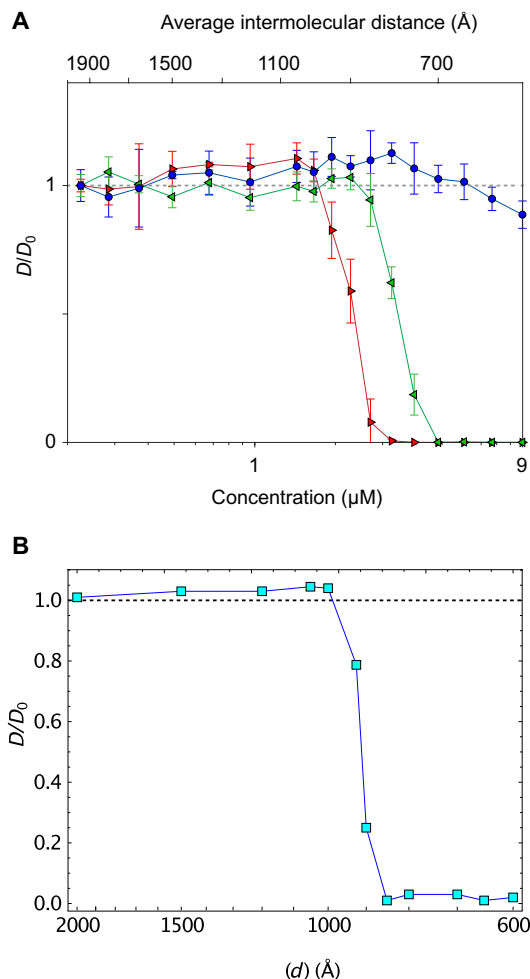 A
Average intermolecular distance (Å)
1900 1500 1100 700
1
D/D0
0
1 9
Concentration (µM)
B
1.0
0.8
0.6
D/D0
0.4
0.2
0.0
2000 1500 1000 600
(d) (Å)